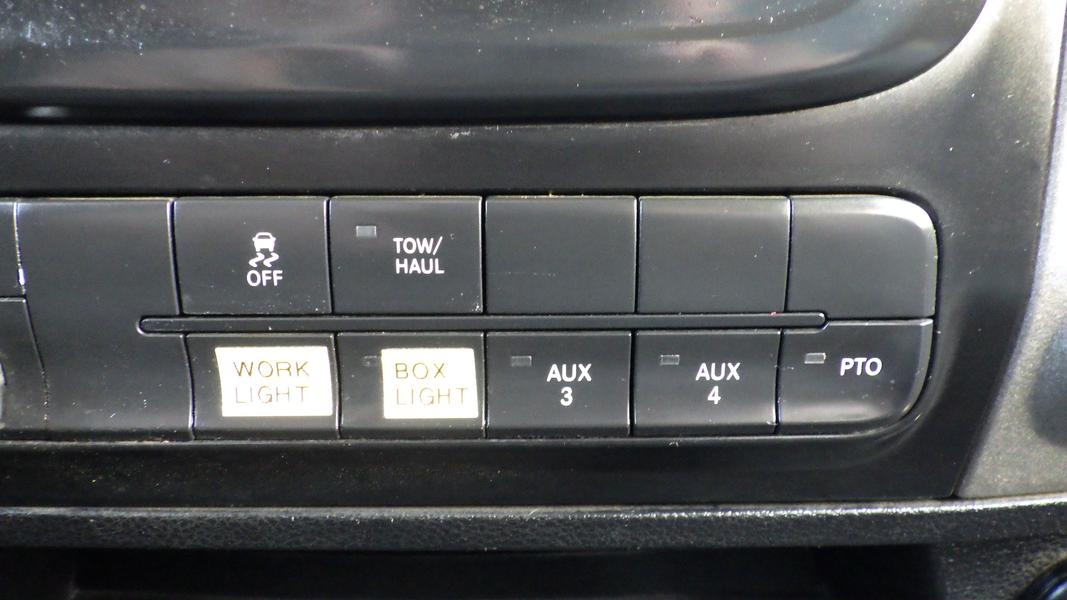 OFF
TOW/
HAUL
WORK
LIGHT
BOX
LIGHT
AUX
3
AUX
4
PTO